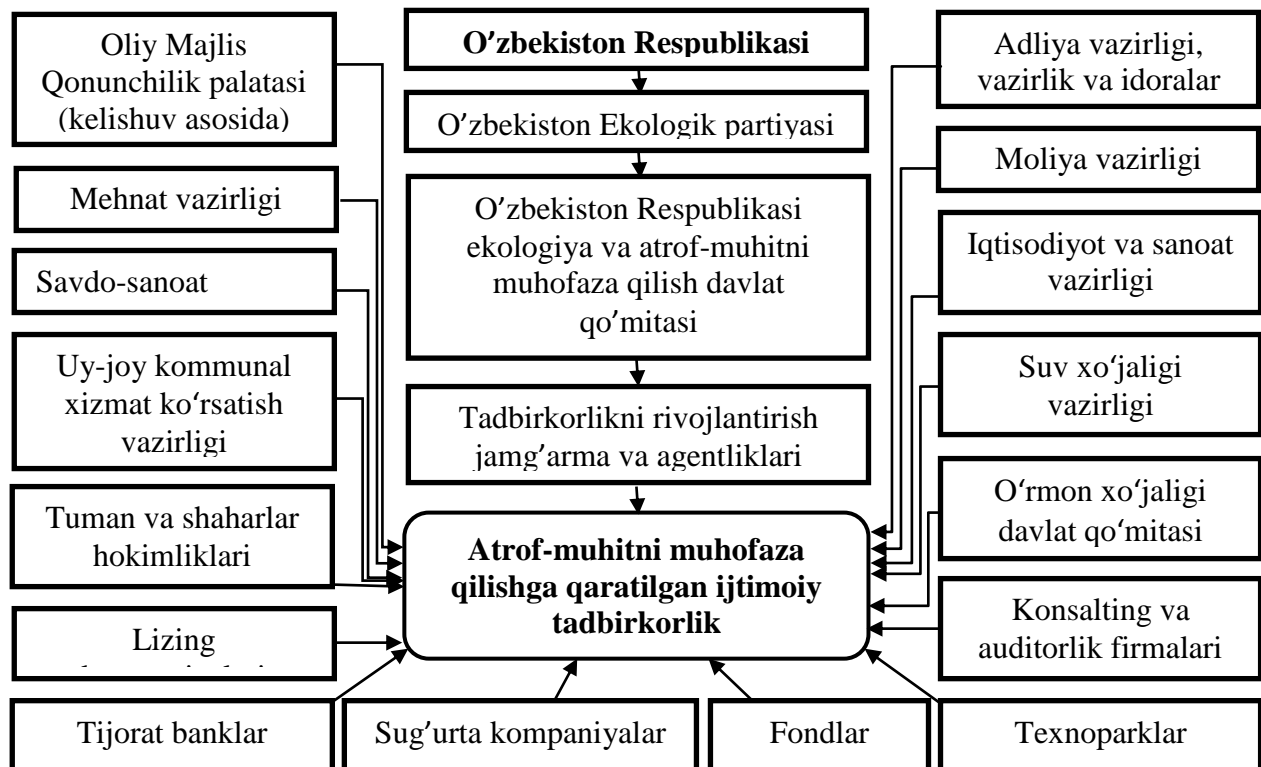 Oliy Majlis
Qonunchilik palatasi
(kelishuv asosida)
Mehnat vazirligi
Savdo-sanoat
Uy-joy kommunal
xizmat ko‘rsatish
vazirligi
Tuman va shaharlar
hokimliklari
Lizing
O’zbekiston Respublikasi
O’zbekiston Ekologik partiyasi
O’zbekiston Respublikasi
ekologiya va atrof-muhitni
muhofaza qilish davlat
qo’mitasi
Tadbirkorlikni rivojlantirish
jamg’arma va agentliklari
Atrof-muhitni muhofaza
qilishga qaratilgan ijtimoiy
tadbirkorlik
Adliya vazirligi,
vazirlik va idoralar
Moliya vazirligi
Iqtisodiyot va sanoat
vazirligi
Suv xo‘jaligi
vazirligi
O‘rmon xo‘jaligi
davlat qo‘mitasi
Konsalting va
auditorlik firmalari
Tijorat banklar
Sug’urta kompaniyalar
Fondlar
Texnoparklar